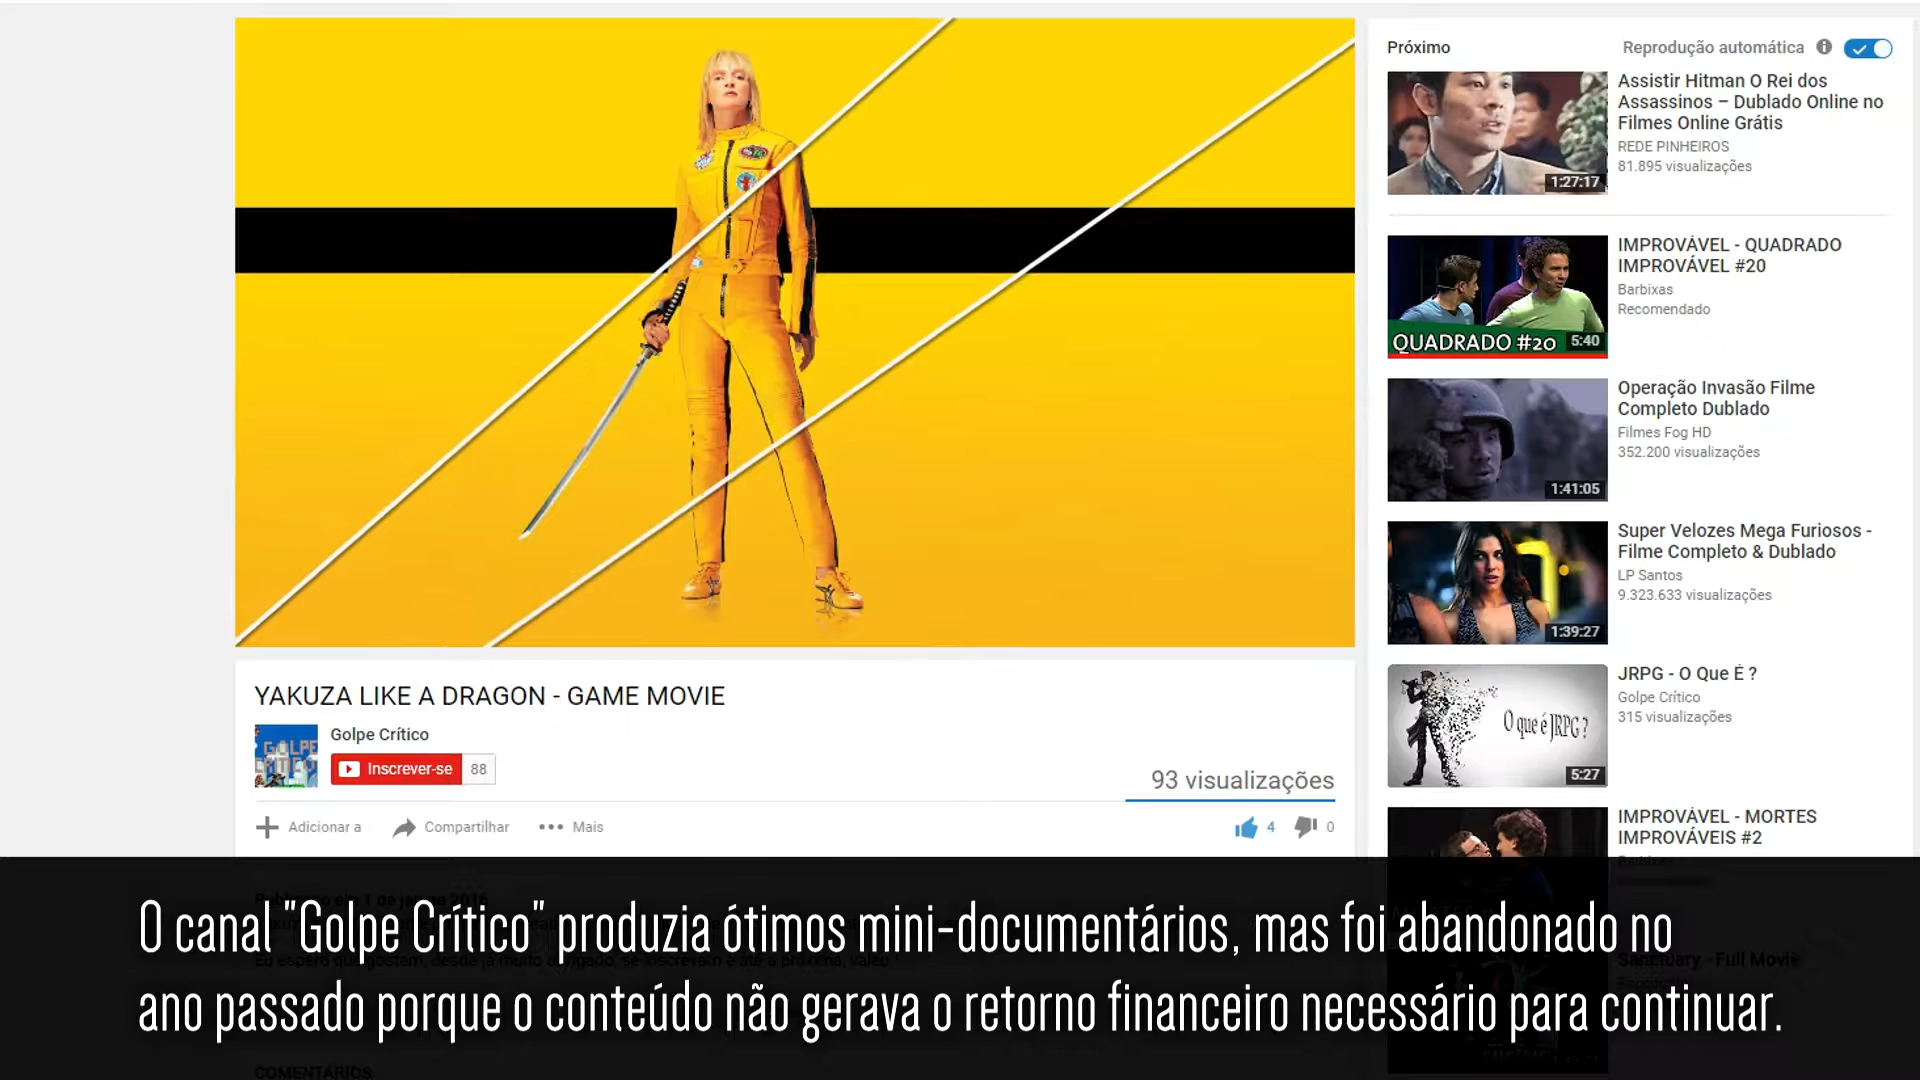 Próximo
Reprodução automática
Assistir Hitman O Rei dos
Assassinos – Dublado Online no
Filmes Online Grátis
REDE PINHEIROS
81.895 visualizações
1:27:17
IMPROVÁVEL - QUADRADO
IMPROVÁVEL #20
Barbixas
Recomendado
QUADRADO #20
5:40
Operação Invasão Filme
Completo Dublado
Filmes Fog HD
352.200 visualizações
1:41:05
Super Velozes Mega Furiosos -
Filme Completo & Dublado
LP Santos
9.323.633 visualizações
1:39:27
JRPG - O Que É ?
Golpe Crítico
315 visualizações
O que é JRPG ?
5:27
IMPROVÁVEL - MORTES
IMPROVÁVEIS #2
Sanctuary - Full Movie
YAKUZA LIKE A DRAGON - GAME MOVIE
GOLPE
Golpe Crítico
Inscrever-se 88
93 visualizações
Adicionar a Compartilhar Mais
4 0
O canal "Golpe Crítico" produzia ótimos mini-documentários, mas foi abandonado no
ano passado porque o conteúdo não gerava o retorno financeiro necessário para continuar.
COMENTÁRIOS